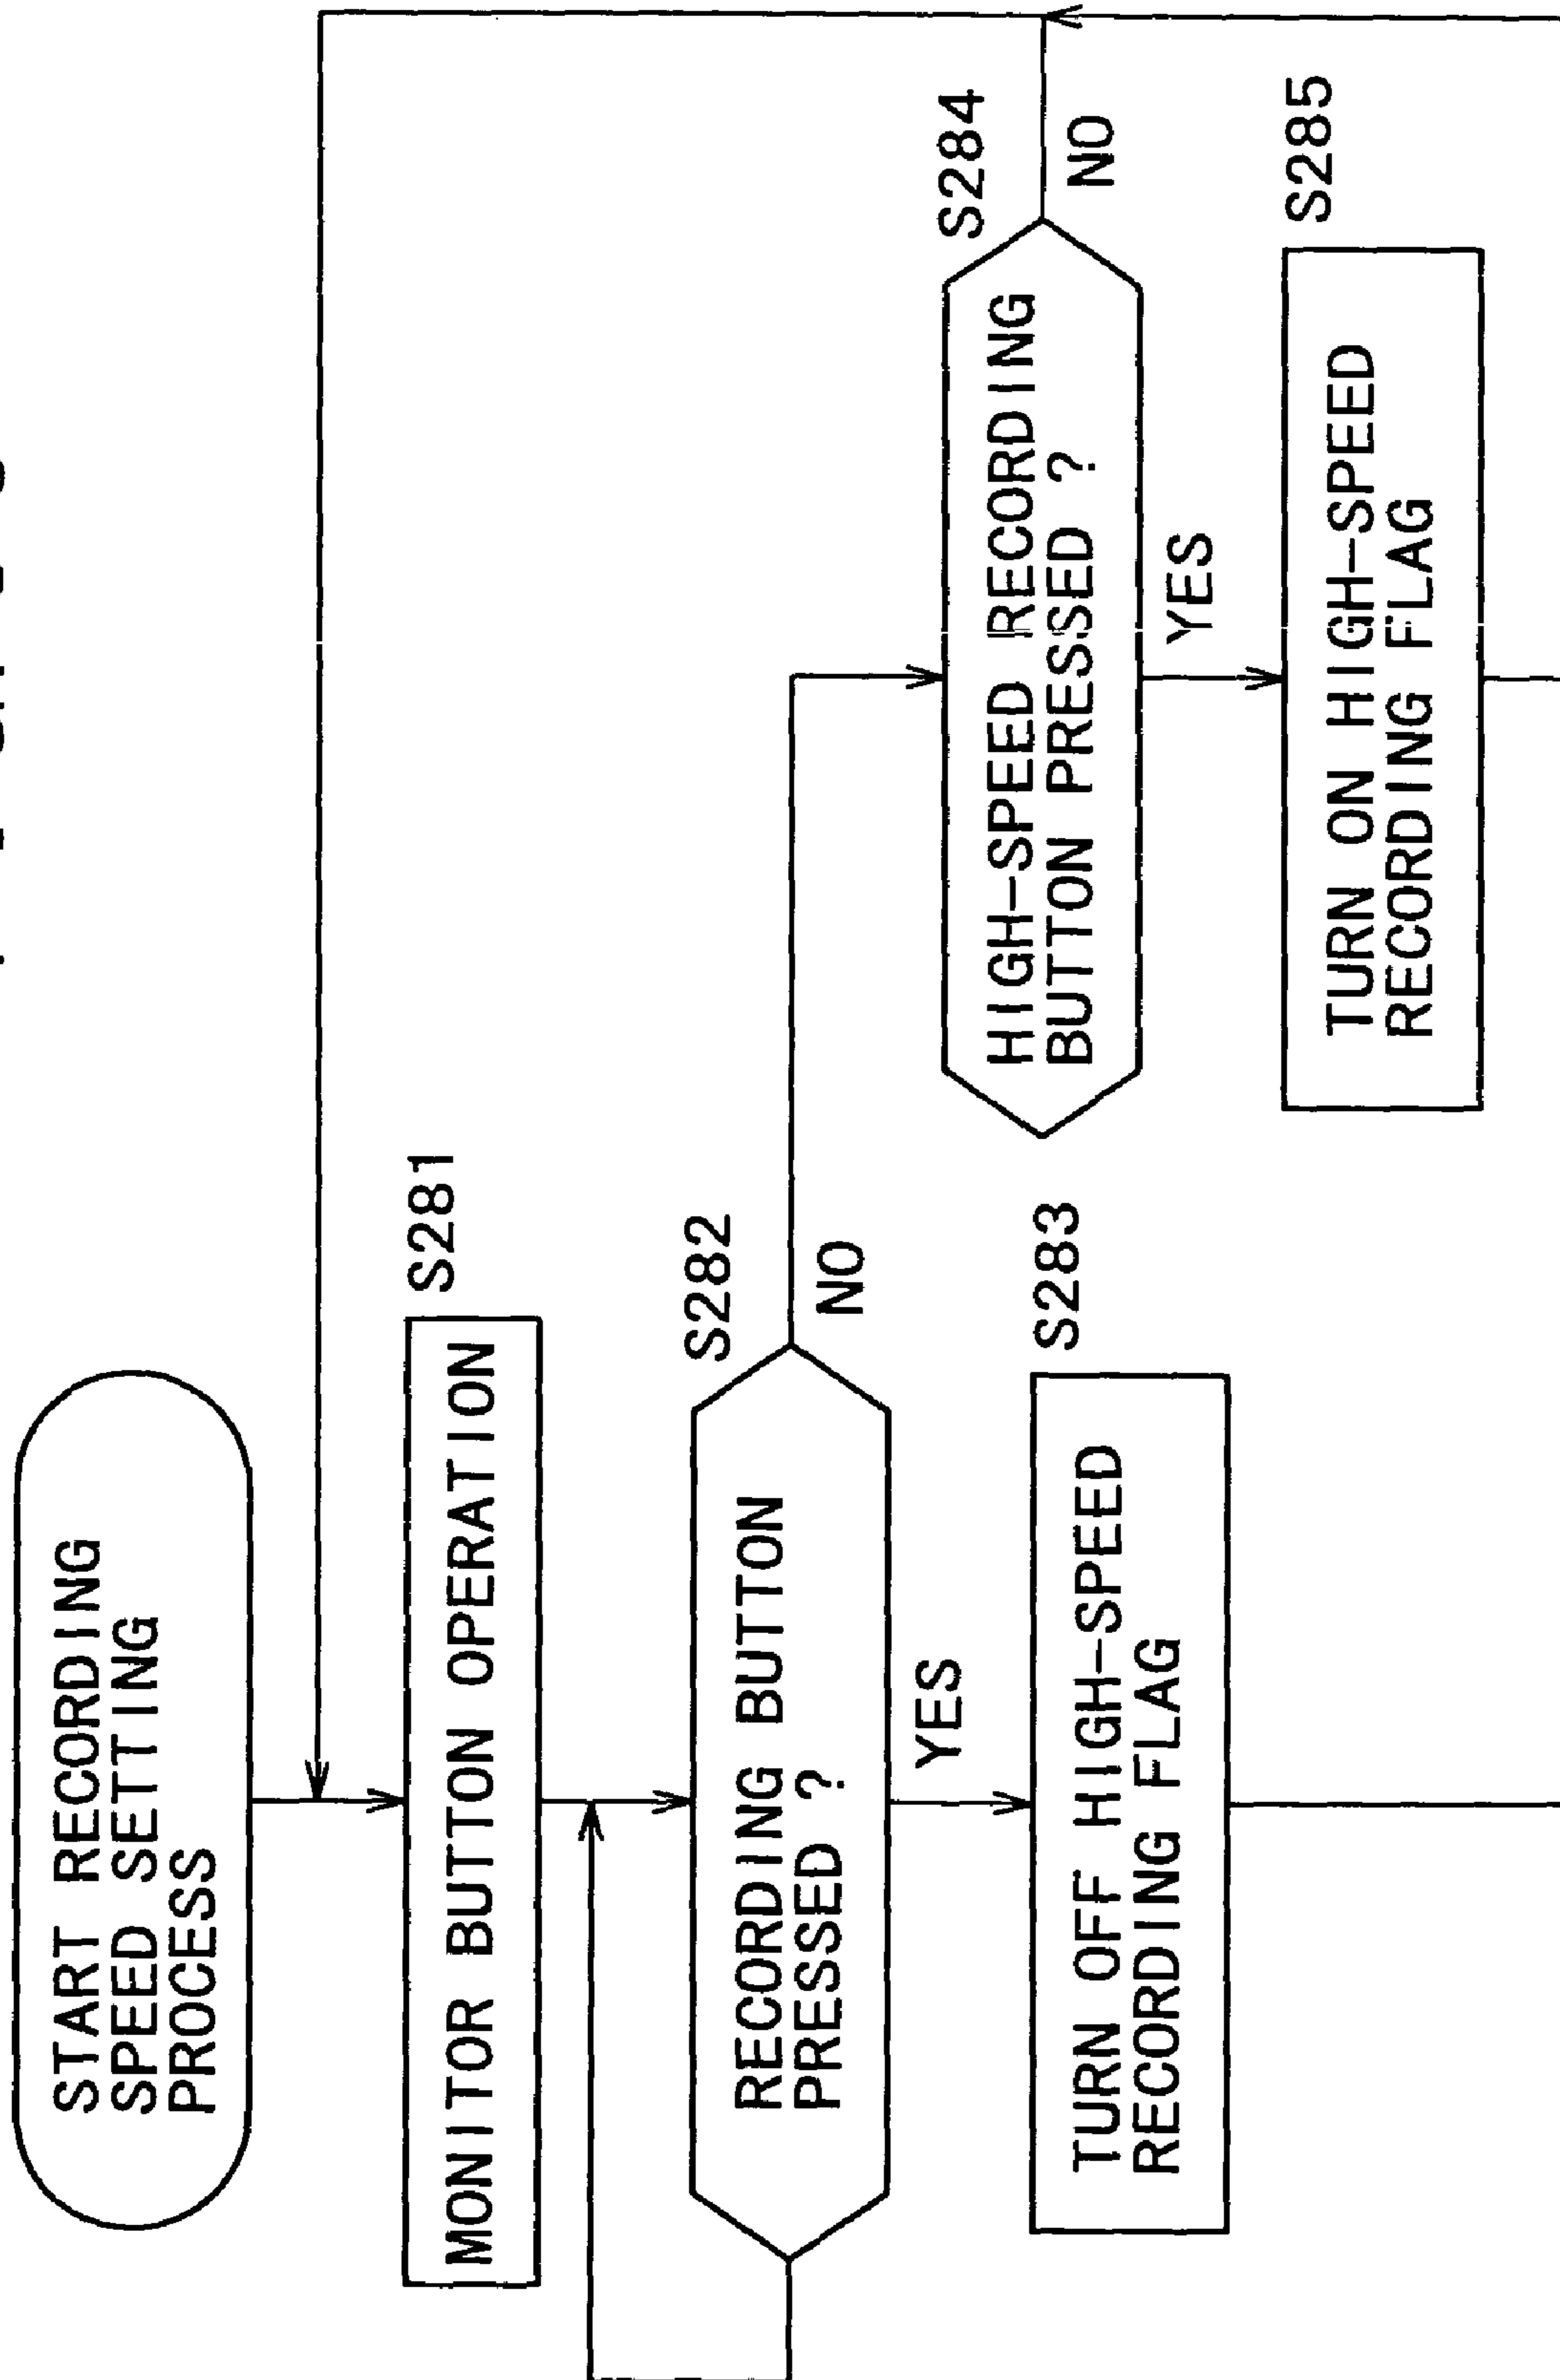 START RECORDING
SPEED SETTING
PROCESS
MONITOR BUTTON OPERATION
S281
RECORDING BUTTON
PRESSED ?
S282
NO
YES
TURN OFF HIGH-SPEED
RECORDING FLAG
S283
HIGH-SPEED RECORDING
BUTTON PRESSED ?
S284
NO
YES
TURN ON HIGH-SPEED
RECORDING FLAG
S285